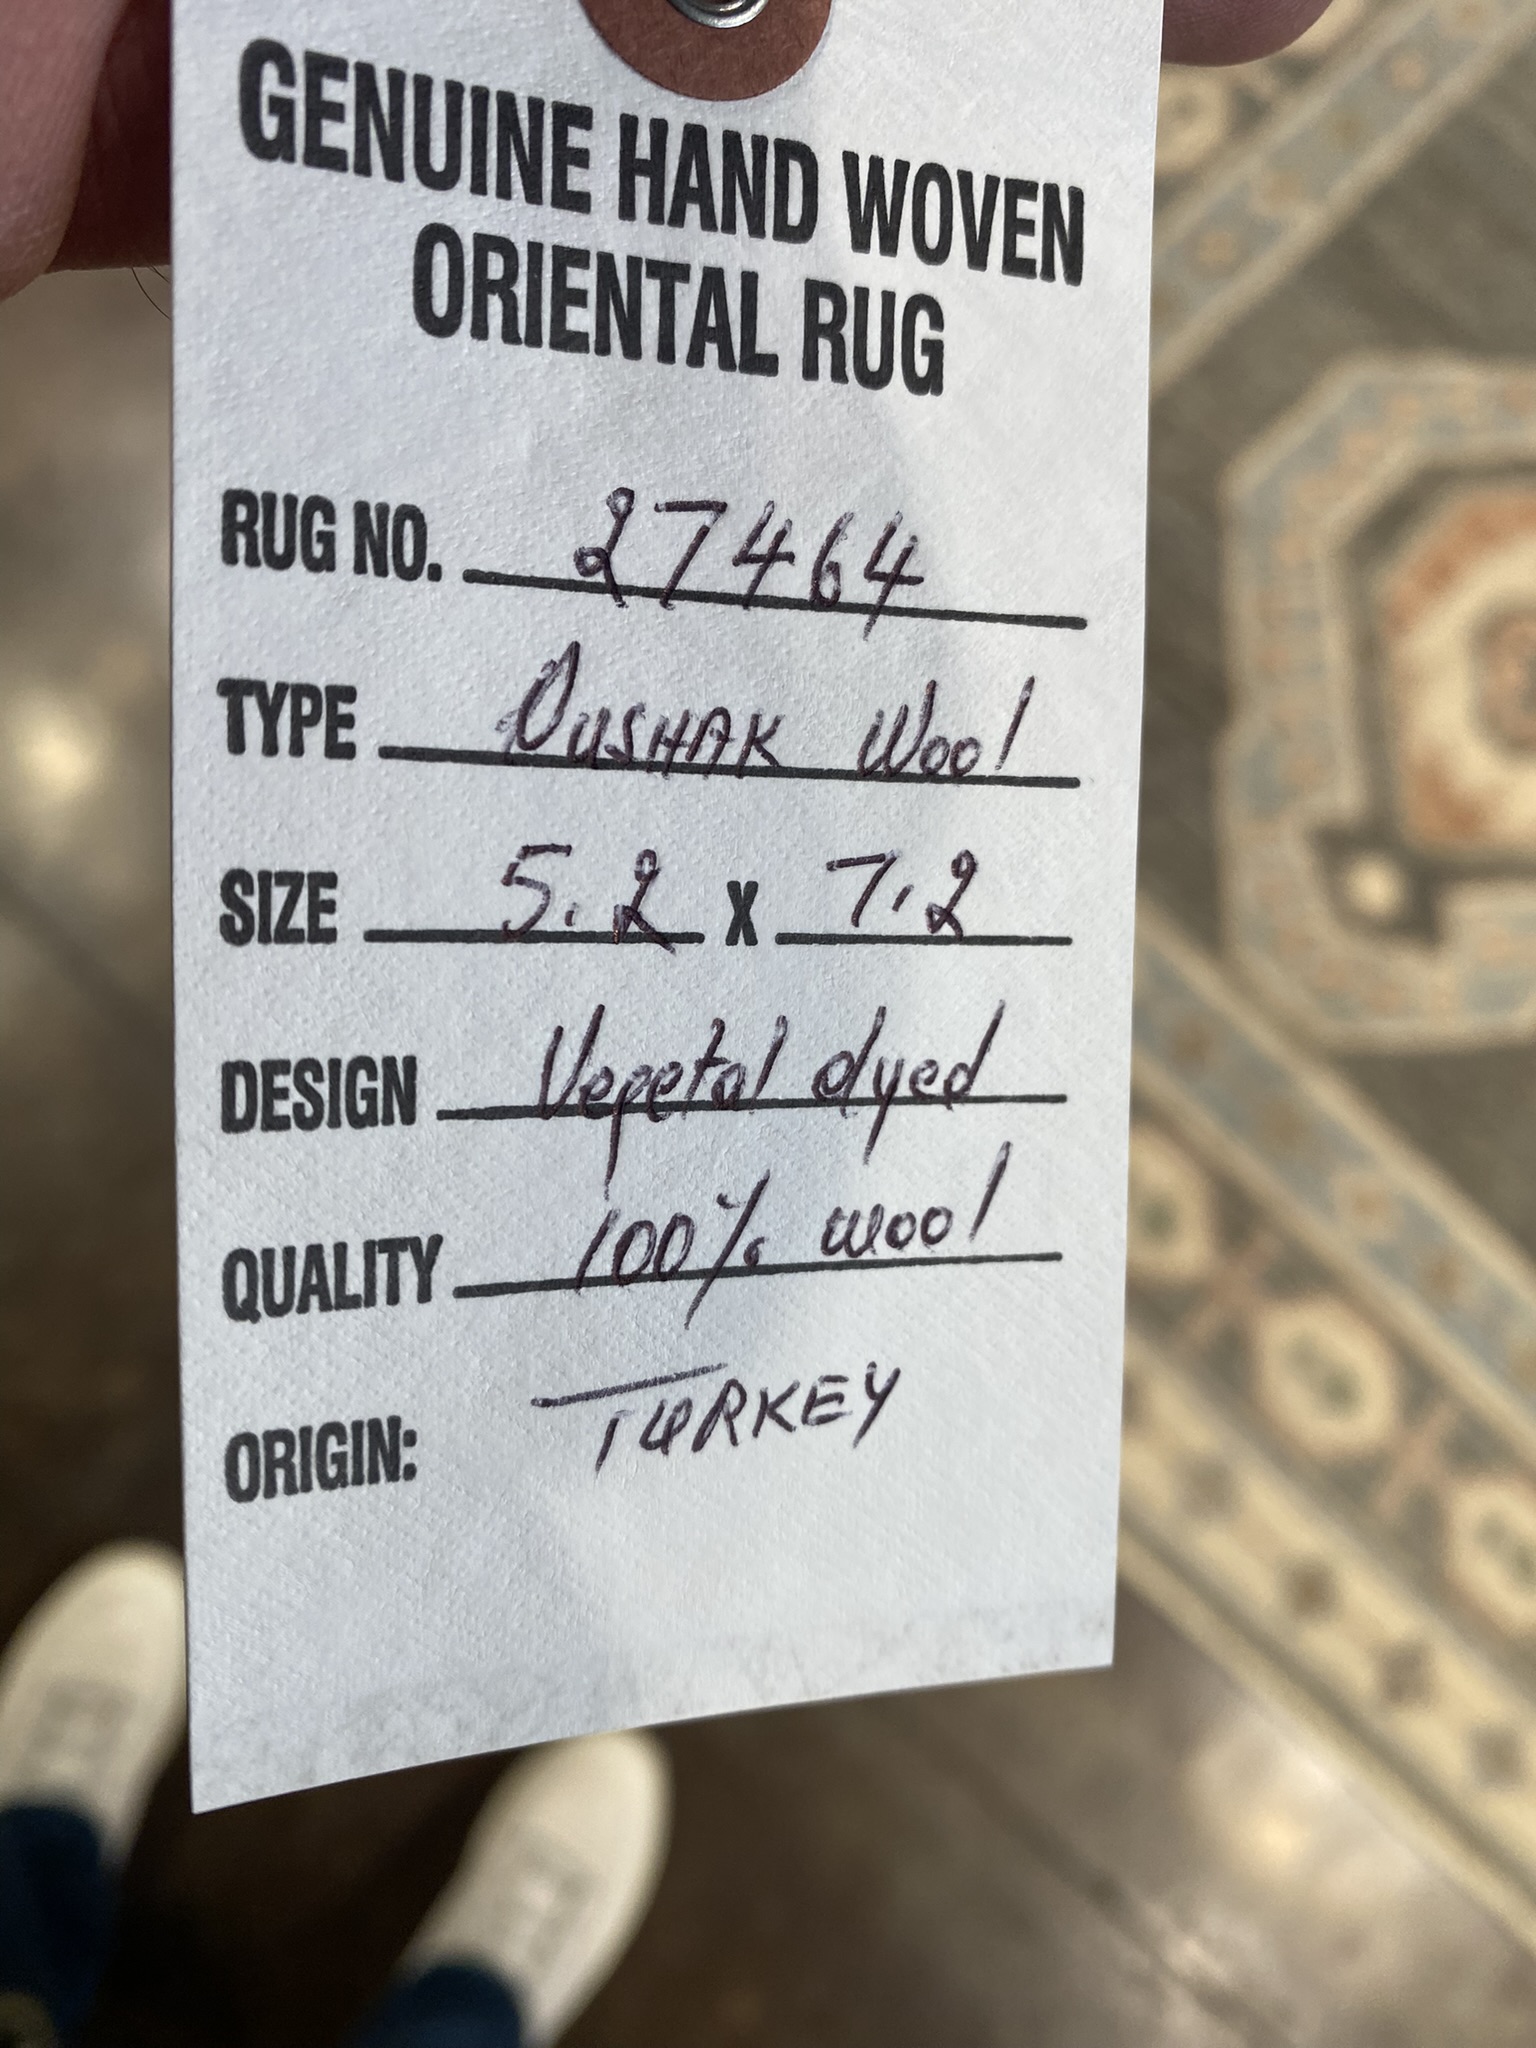 GENUINE HAND WOVEN
ORIENTAL RUG
RUG NO. 27464
TYPE OUSHAK Wool
SIZE 5.2 X 7.2
DESIGN Vegetal dyed
QUALITY 100% wool
ORIGIN: TURKEY